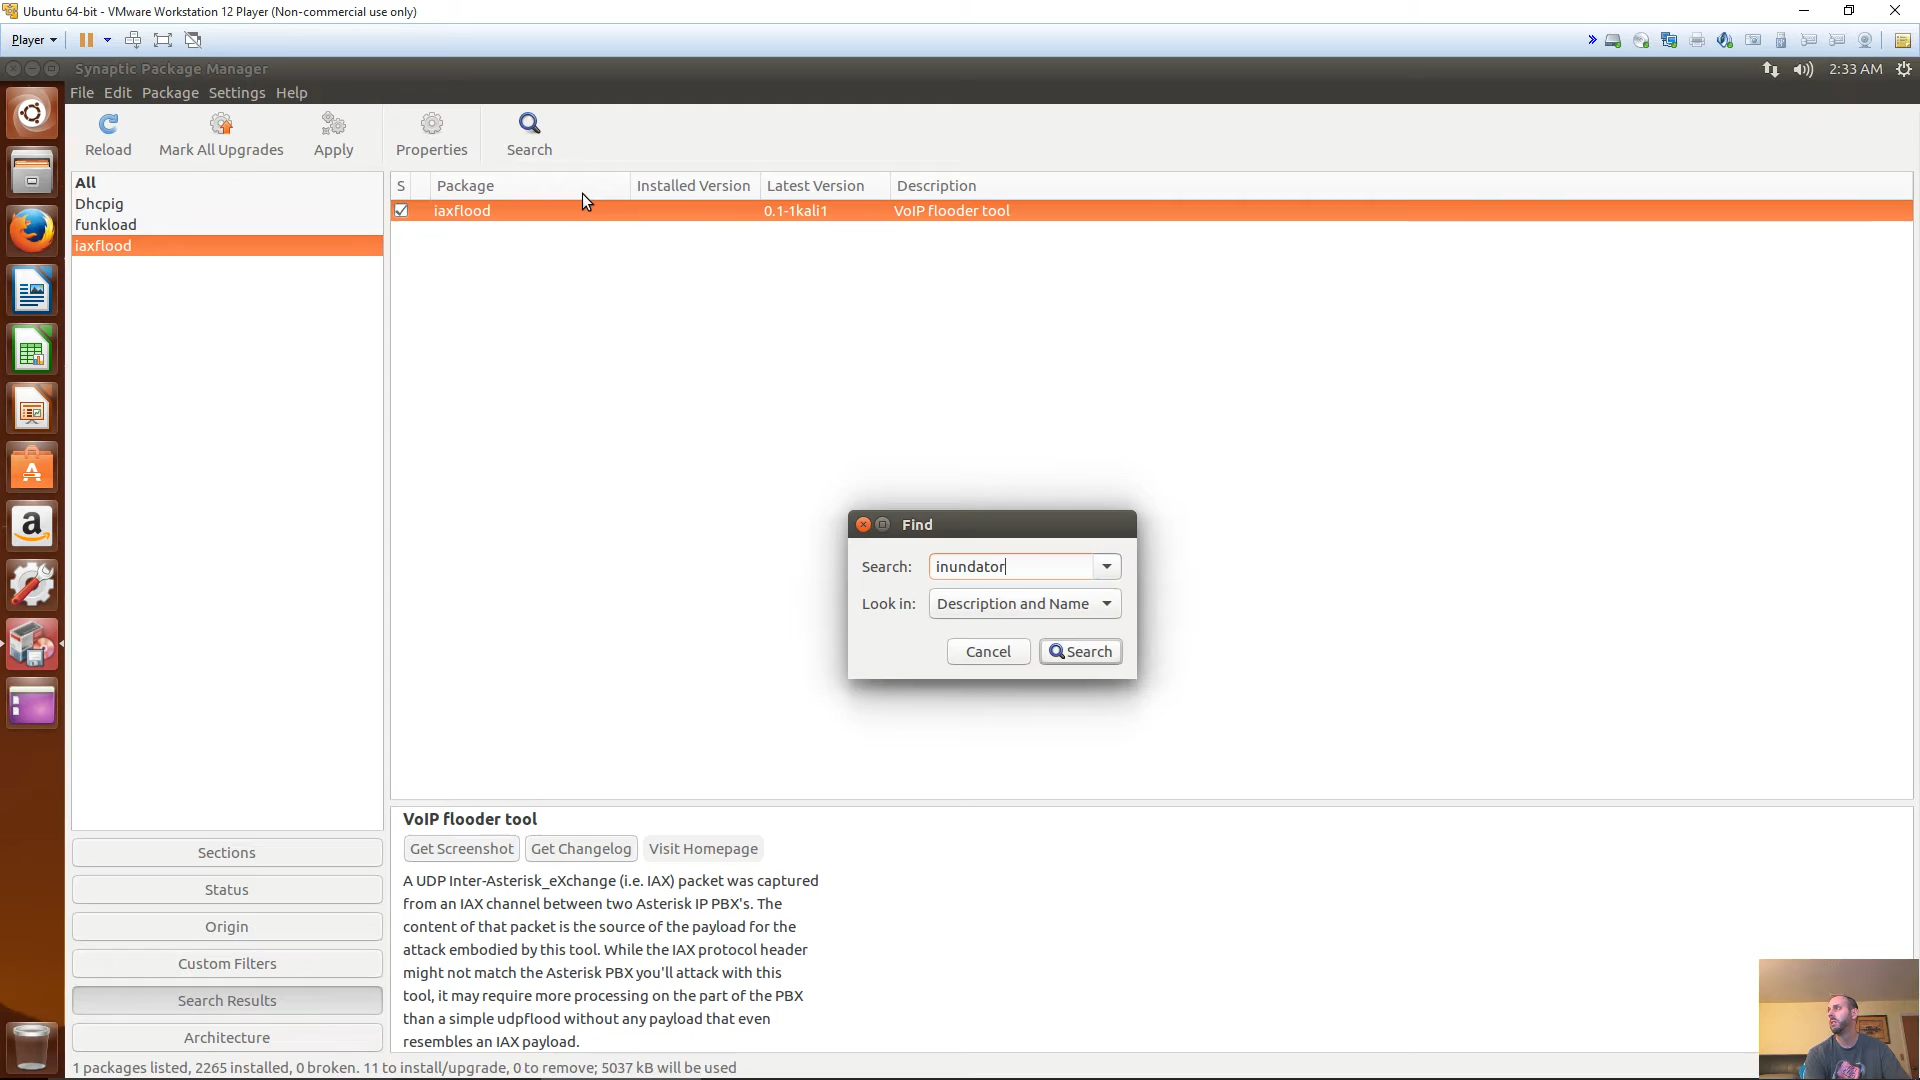 Ubuntu 64-bit - VMware Workstation 12 Player (Non-commercial use only)
Player
Synaptic Package Manager
2:33 AM
File Edit Package Settings Help
Reload Mark All Upgrades Apply Properties Search
All
Dhcpig
funkload
iaxflood
S Package Installed Version Latest Version Description
iaxflood 0.1-1kali1 VoIP flooder tool
Find
Search: inundator
Look in: Description and Name
Cancel Search
VoIP flooder tool
Get Screenshot Get Changelog Visit Homepage
A UDP Inter-Asterisk_eXchange (i.e. IAX) packet was captured
from an IAX channel between two Asterisk IP PBX's. The
content of that packet is the source of the payload for the
attack embodied by this tool. While the IAX protocol header
might not match the Asterisk PBX you'll attack with this
tool, it may require more processing on the part of the PBX
than a simple udpflood without any payload that even
resembles an IAX payload.
Sections
Status
Origin
Custom Filters
Search Results
Architecture
1 packages listed, 2265 installed, 0 broken. 11 to install/upgrade, 0 to remove; 5037 kB will be used